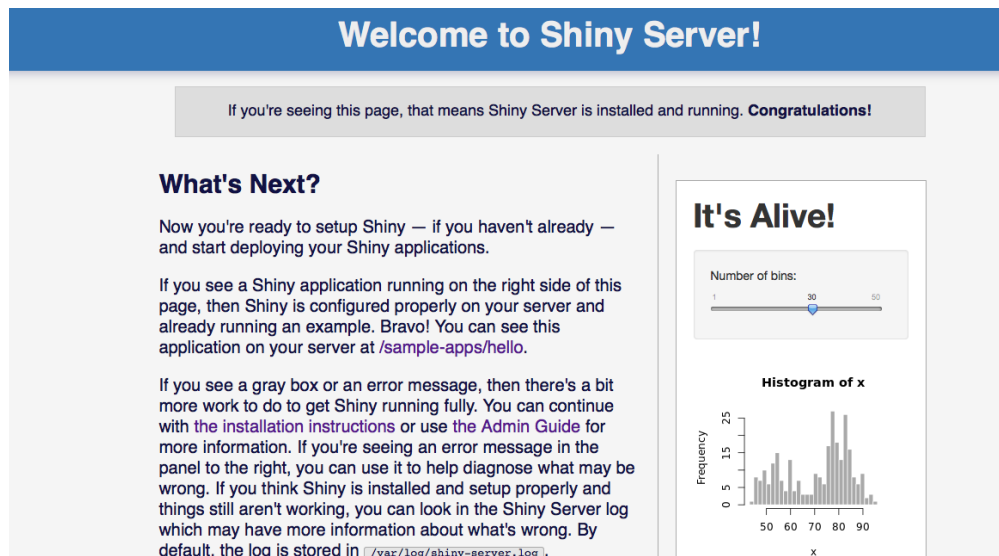 Welcome to Shiny Server!
If you're seeing this page, that means Shiny Server is installed and running. Congratulations!
What's Next?
Now you're ready to setup Shiny — if you haven't already —
and start deploying your Shiny applications.
If you see a Shiny application running on the right side of this
page, then Shiny is configured properly on your server and
already running an example. Bravo! You can see this
application on your server at /sample-apps/hello.
If you see a gray box or an error message, then there's a bit
more work to do to get Shiny running fully. You can continue
with the installation instructions or use the Admin Guide for
more information. If you're seeing an error message in the
panel to the right, you can use it to help diagnose what may be
wrong. If you think Shiny is installed and setup properly and
things still aren't working, you can look in the Shiny Server log
which may have more information about what's wrong. By
default, the log is stored in /var/log/shiny-server.log.
It's Alive!
Number of bins:
1 30 50
Histogram of x
Frequency
25
15
5
0
50 60 70 80 90
x